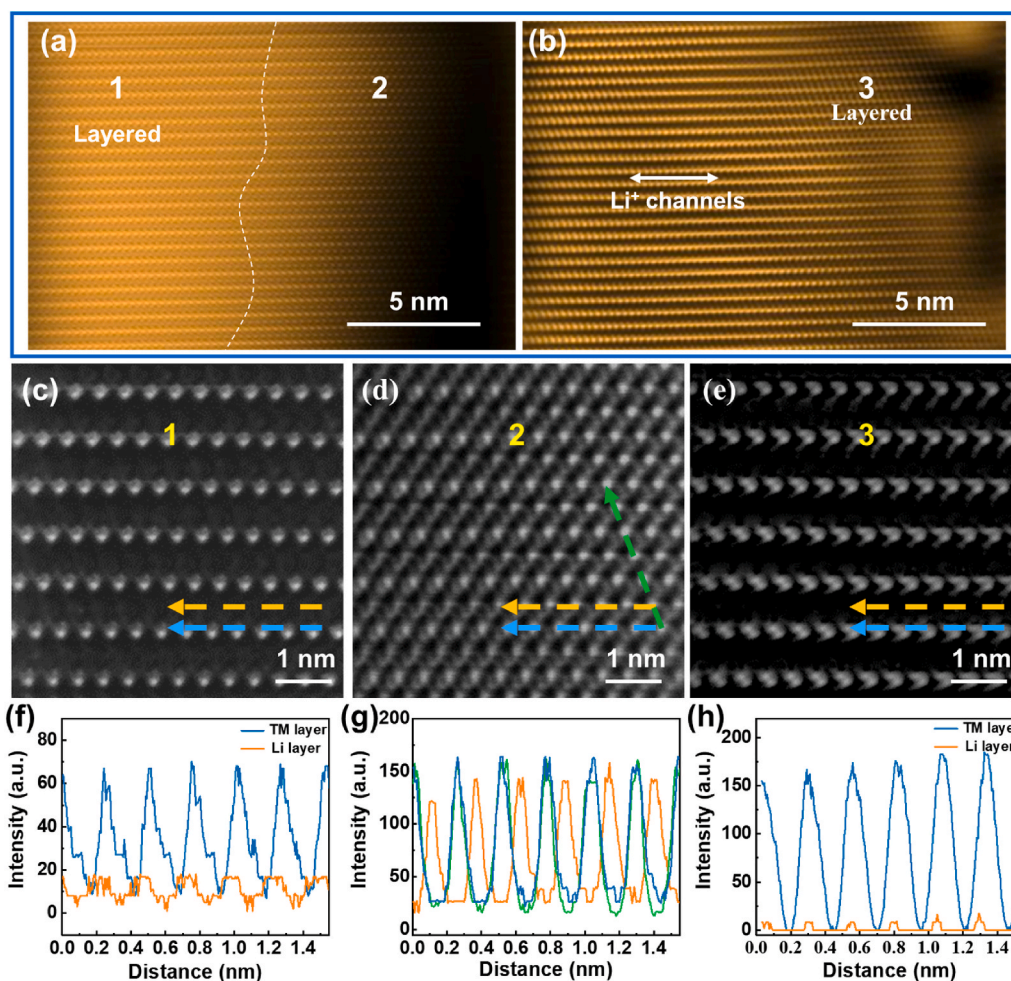 (a)
1
Layered
2
5 nm
(b)
3
Layered
Li⁺ channels
5 nm
(c)
1
1 nm
(d)
2
1 nm
(e)
3
1 nm
(f)
80
60
40
20
0
Intensity (a.u.)
TM layer
Li layer
0.0 0.2 0.4 0.6 0.8 1.0 1.2 1.4
Distance (nm)
(g)
200
150
100
50
0
Intensity (a.u.)
0.0 0.2 0.4 0.6 0.8 1.0 1.2 1.4
Distance (nm)
(h)
200
150
100
50
0
Intensity (a.u.)
TM layer
Li layer
0.0 0.2 0.4 0.6 0.8 1.0 1.2 1.4
Distance (nm)